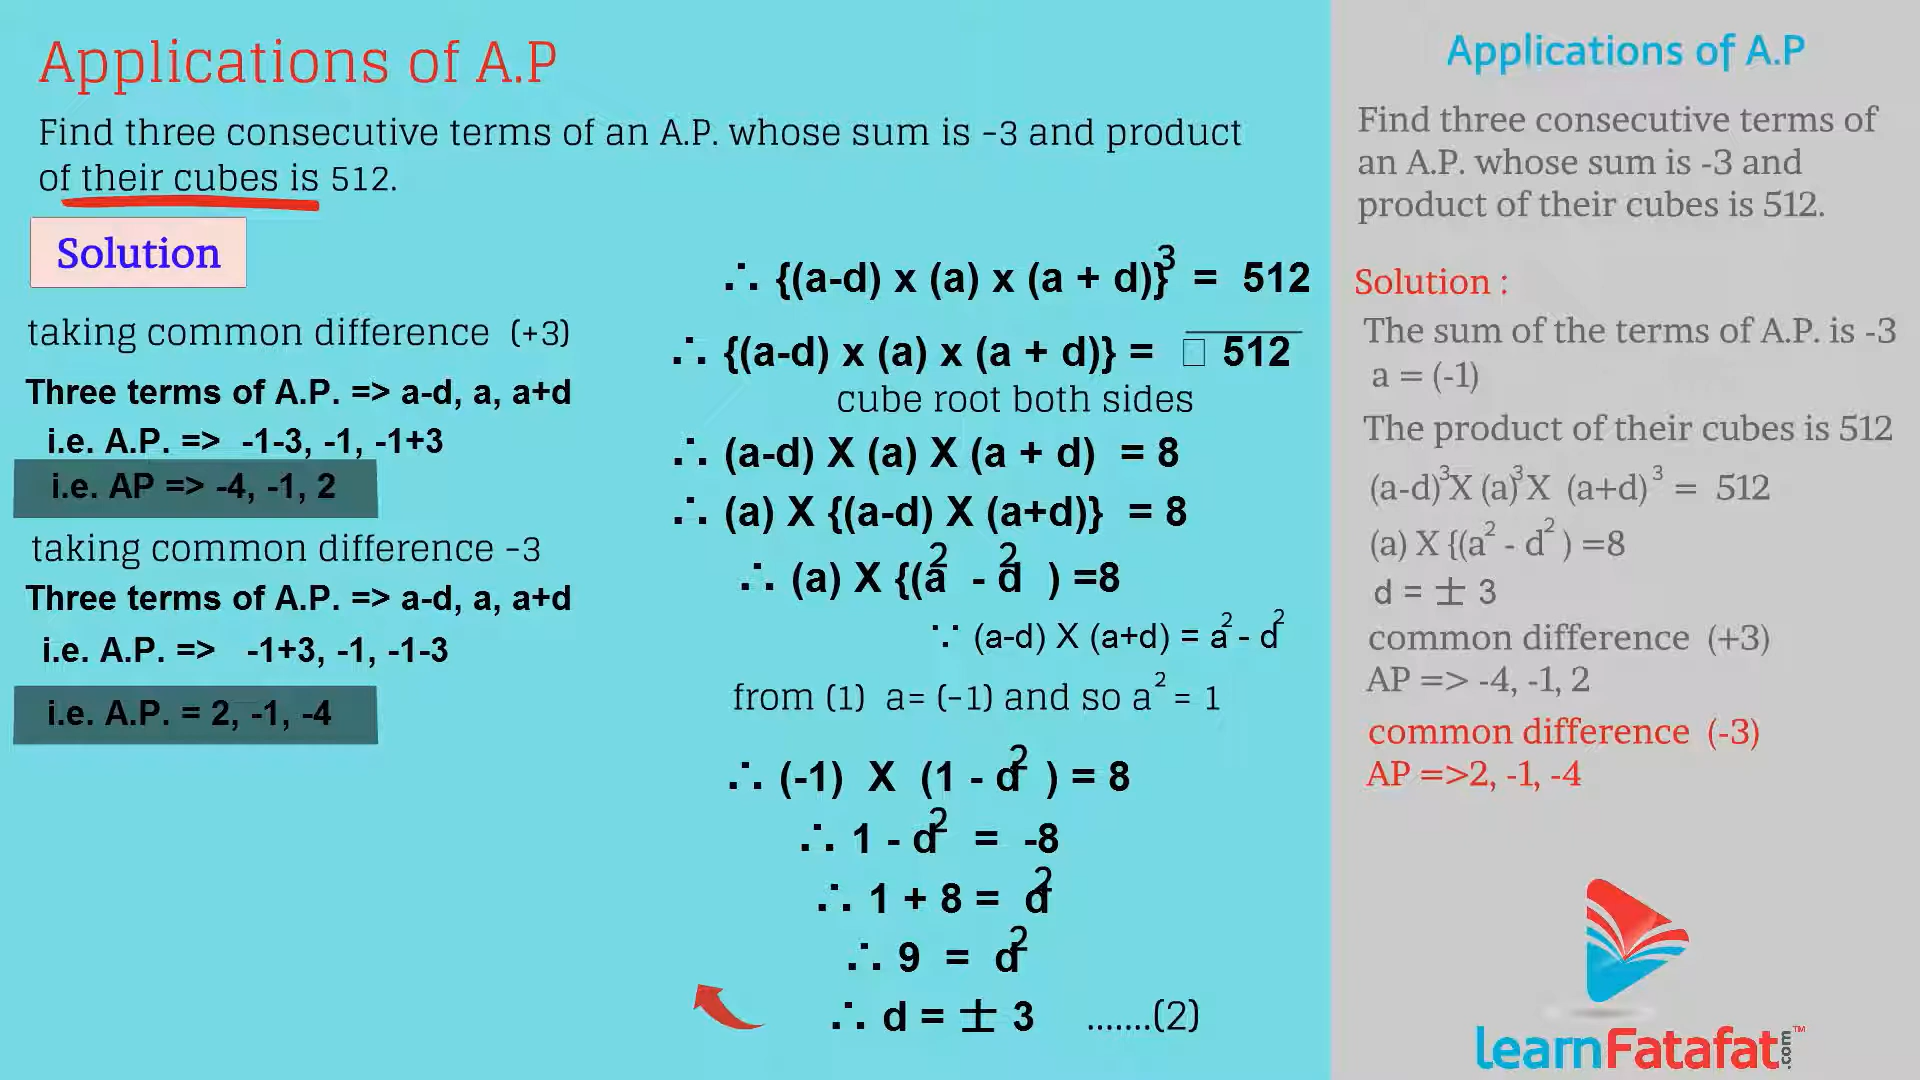 Applications of A.P
Find three consecutive terms of an A.P. whose sum is -3 and product
of their cubes is 512.
Solution
taking common difference (+3)
Three terms of A.P. => a-d, a, a+d
i.e. A.P. => -1-3, -1, -1+3
i.e. AP => -4, -1, 2
taking common difference -3
Three terms of A.P. => a-d, a, a+d
i.e. A.P. => -1+3, -1, -1-3
i.e. A.P. = 2, -1, -4
∴ {(a-d) x (a) x (a + d)}³ = 512
∴ {(a-d) x (a) x (a + d)} = □ 512
cube root both sides
∴ (a-d) X (a) X (a + d) = 8
∴ (a) X {(a-d) X (a+d)} = 8
∴ (a) X {(a² - d² ) =8
∵ (a-d) X (a+d) = a² - d²
from (1) a= (-1) and so a² = 1
∴ (-1) X (1 - d² ) = 8
∴ 1 - d² = -8
∴ 1 + 8 = d²
∴ 9 = d²
∴ d = ± 3 .......(2)
Applications of A.P
Find three consecutive terms of
an A.P. whose sum is -3 and
product of their cubes is 512.
Solution :
The sum of the terms of A.P. is -3
a = (-1)
The product of their cubes is 512
(a-d)³X (a)³X (a+d)³ = 512
(a) X {(a² - d² ) =8
d = ± 3
common difference (+3)
AP => -4, -1, 2
common difference (-3)
AP =>2, -1, -4
learnFatafat.com™